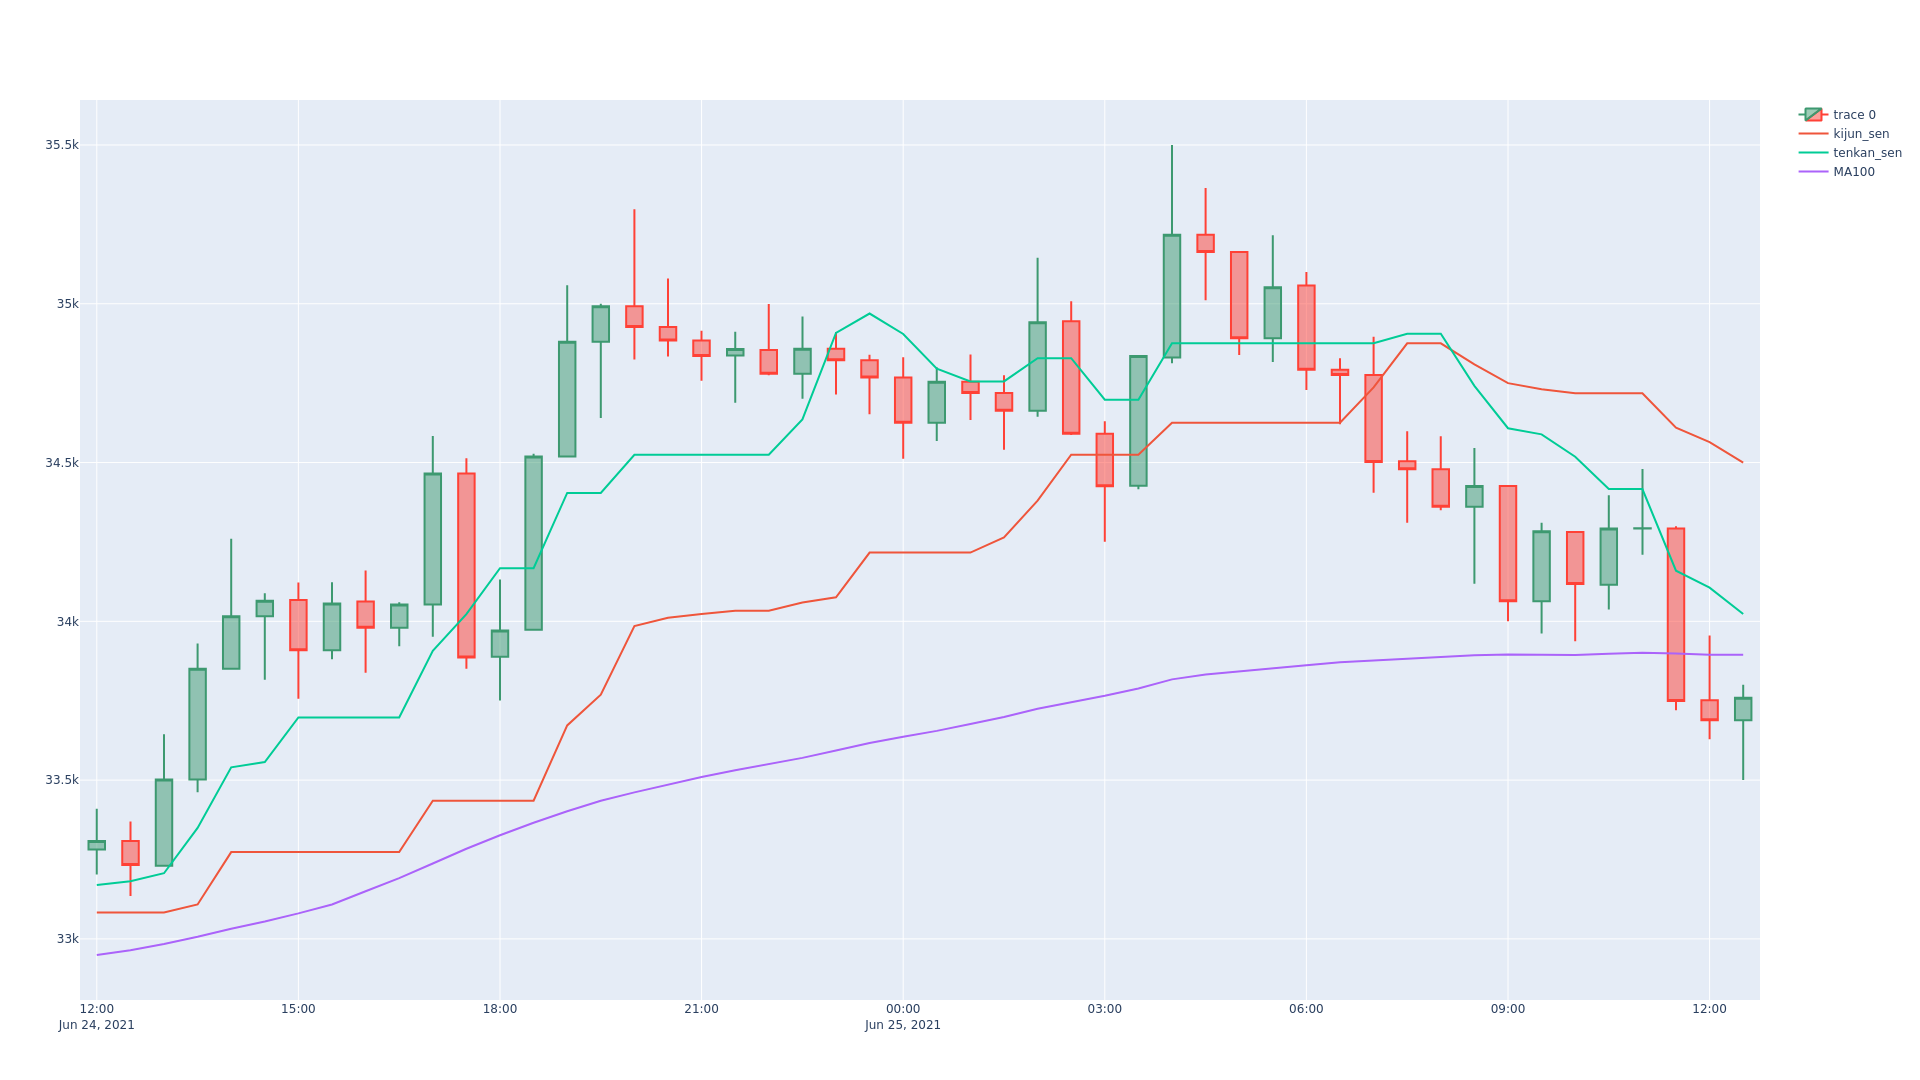 35.5k
35k
34.5k
34k
33.5k
33k
12:00
Jun 24, 2021
15:00
18:00
21:00
00:00
Jun 25, 2021
03:00
06:00
09:00
12:00
trace 0
kijun_sen
tenkan_sen
MA100